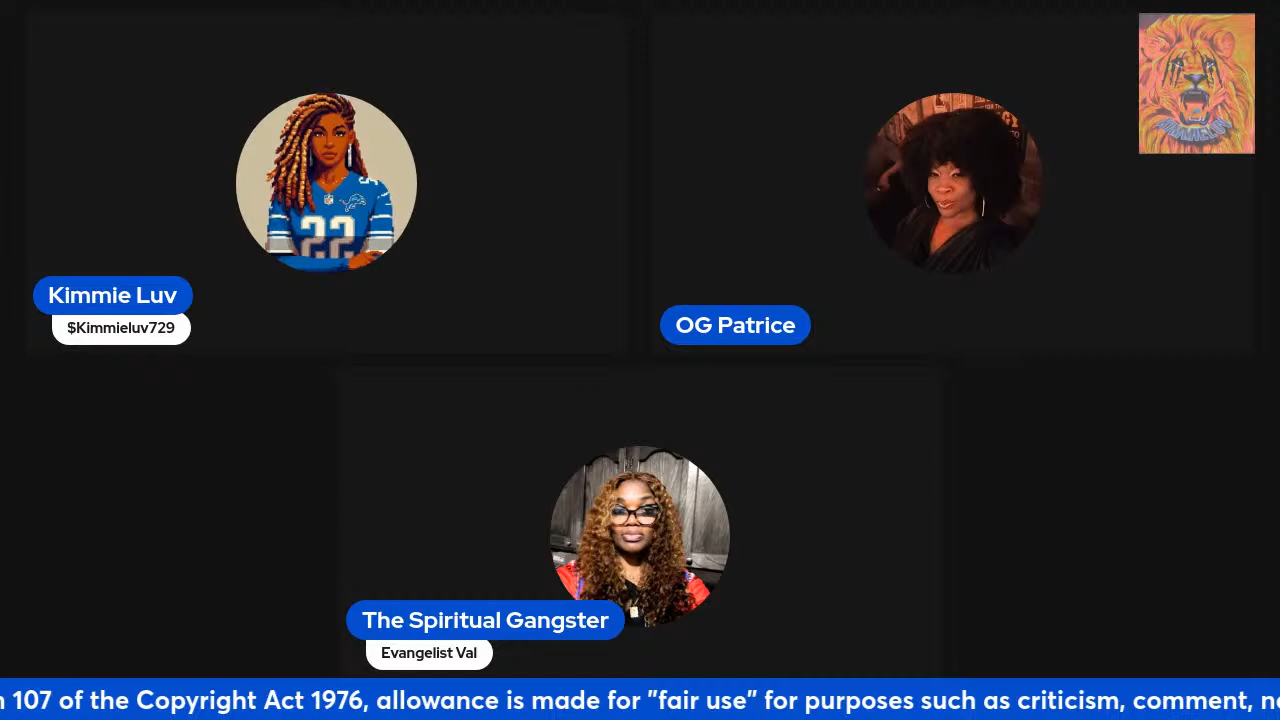 Kimmie Luv
$Kimmieluv729
22
OG Patrice
The Spiritual Gangster
Evangelist Val
107 of the Copyright Act 1976, allowance is made for "fair use" for purposes such as criticism, comment,